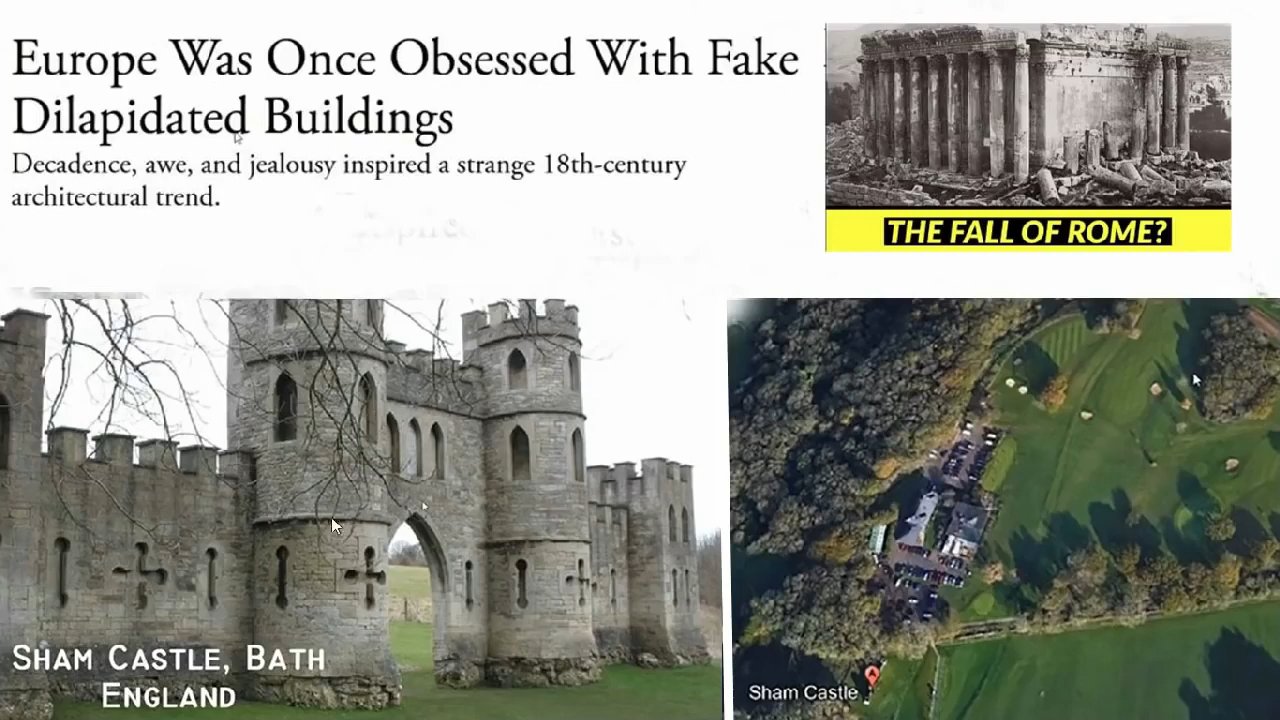 Europe Was Once Obsessed With Fake
Dilapidated Buildings
Decadence, awe, and jealousy inspired a strange 18th-century
architectural trend.
THE FALL OF ROME?
SHAM CASTLE, BATH
ENGLAND
Sham Castle